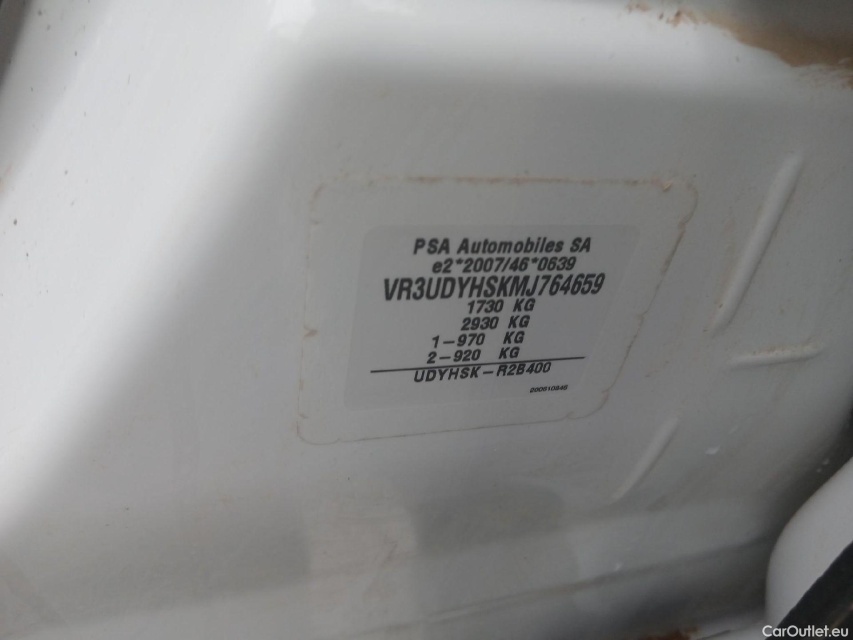 PSA Automobiles SA
e2*2007/46*0639
VR3UDYHSKMJ764659
1730 KG
2930 KG
1-970 KG
2-920 KG
UDYHSK-R2B400
CarOutlet.eu